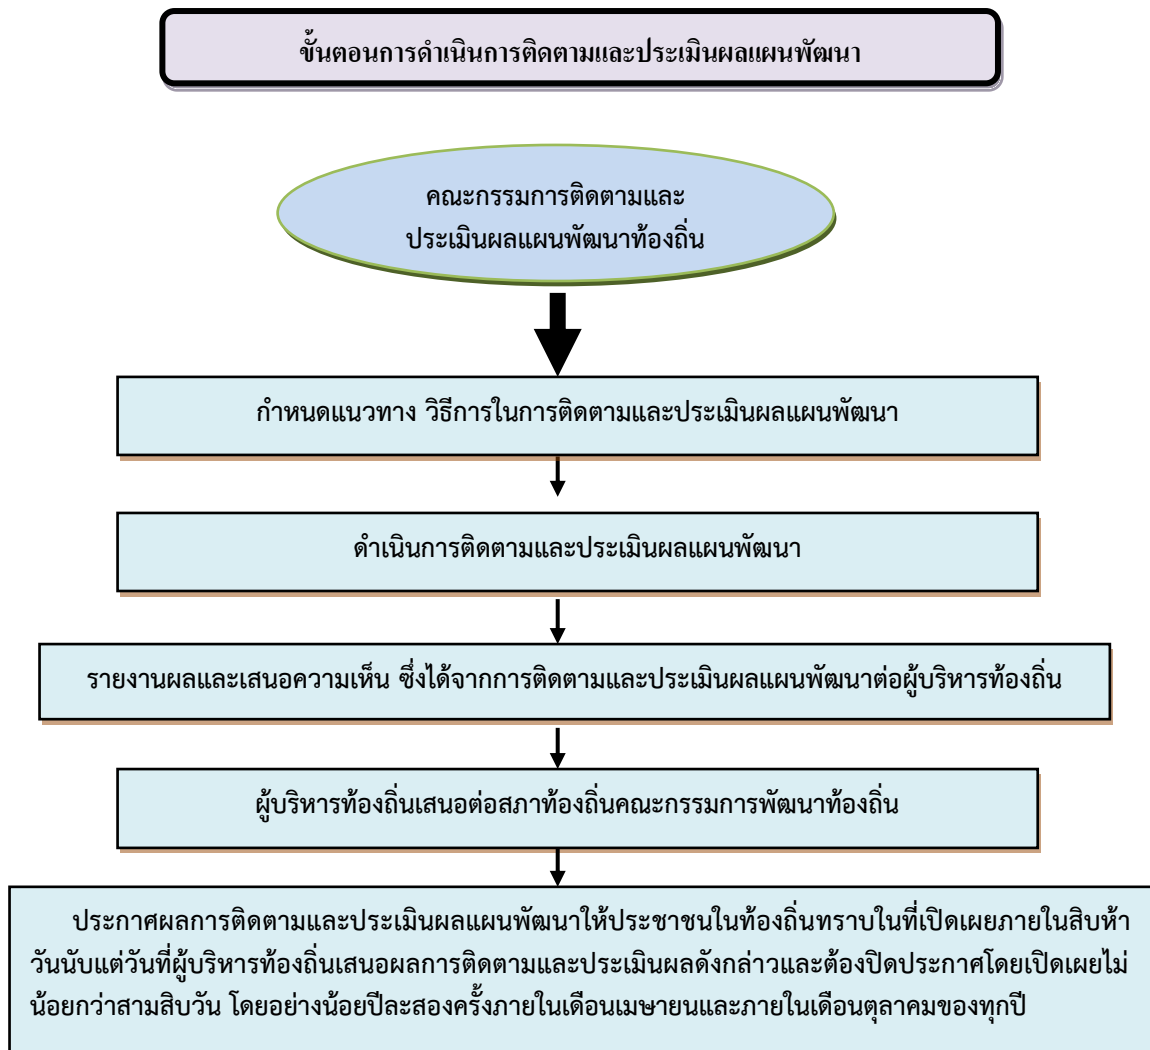 ขั้นตอนการดำเนินการติดตามและประเมินผลแผนพัฒนา
คณะกรรมการติดตามและ
ประเมินผลแผนพัฒนาท้องถิ่น
กำหนดแนวทาง วิธีการในการติดตามและประเมินผลแผนพัฒนา
ดำเนินการติดตามและประเมินผลแผนพัฒนา
รายงานผลและเสนอความเห็น ซึ่งได้จากการติดตามและประเมินผลแผนพัฒนาต่อผู้บริหารท้องถิ่น
ผู้บริหารท้องถิ่นเสนอต่อสภาท้องถิ่นคณะกรรมการพัฒนาท้องถิ่น
ประกาศผลการติดตามและประเมินผลแผนพัฒนาให้ประชาชนในท้องถิ่นทราบในที่เปิดเผยภายในสิบห้า
วันนับแต่วันที่ผู้บริหารท้องถิ่นเสนอผลการติดตามและประเมินผลดังกล่าวและต้องปิดประกาศโดยเปิดเผยไม่
น้อยกว่าสามสิบวัน โดยอย่างน้อยปีละสองครั้งภายในเดือนเมษายนและภายในเดือนตุลาคมของทุกปี